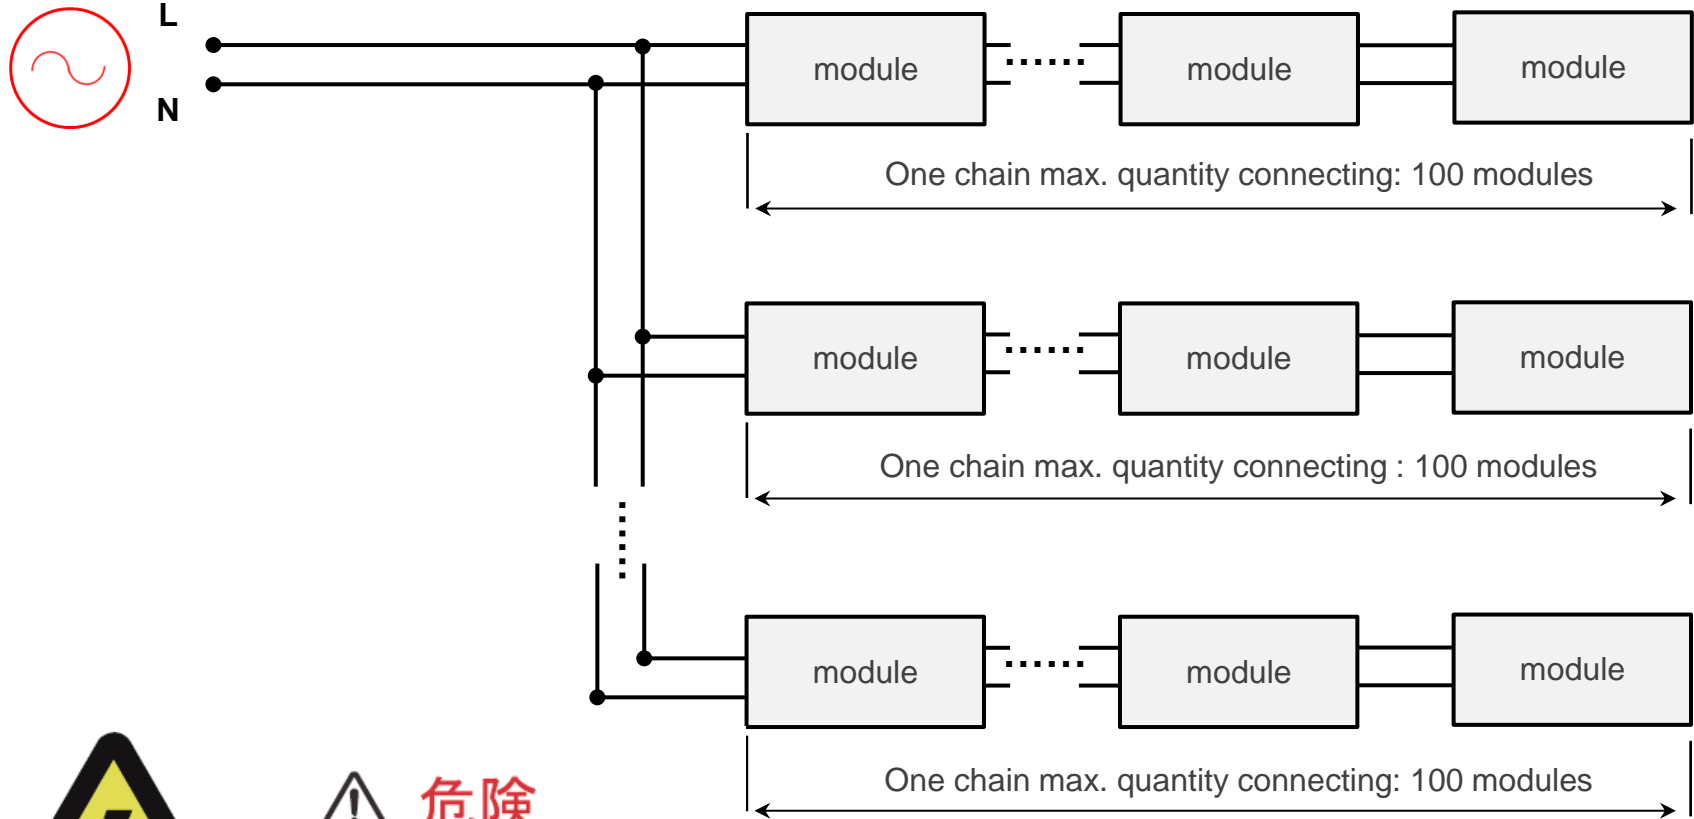 L
N
module
module
module
One chain max. quantity connecting: 100 modules
module
module
module
One chain max. quantity connecting : 100 modules
module
module
module
One chain max. quantity connecting: 100 modules
危険